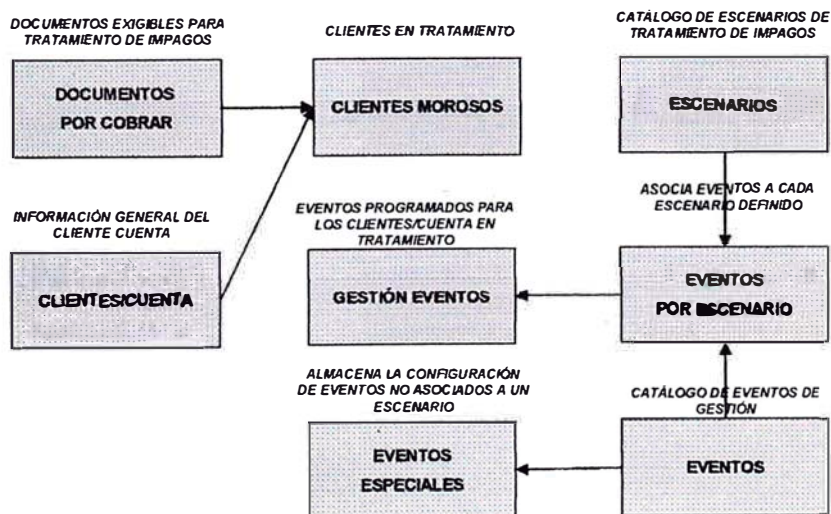 DOCUMENTOS EXIGIBLES PARA
TRATAMIENTO DE IMPAGOS
DOCUMENTOS
POR COBRAR
CLIENTES EN TRATAMIENTO
CLIENTES MOROSOS
CATÁLOGO DE ESCENARIOS DE
TRATAMIENTO DE IMPAGOS
ESCENARIOS
INFORMACIÓN GENERAL DEL
CLIENTE CUENTA
CLIENTES/CUENTA
EVENTOS PROGRAMADOS PARA
LOS CLIENTES/CUENTA EN
TRATAMIENTO
GESTIÓN EVENTOS
ASOCIA EVENTOS A CADA
ESCENARIO DEFINIDO
EVENTOS
POR ESCENARIO
ALMACENA LA CONFIGURACIÓN
DE EVENTOS NO ASOCIADOS A UN
ESCENARIO
EVENTOS
ESPECIALES
CATÁLOGO DE EVENTOS DE
GESTIÓN
EVENTOS